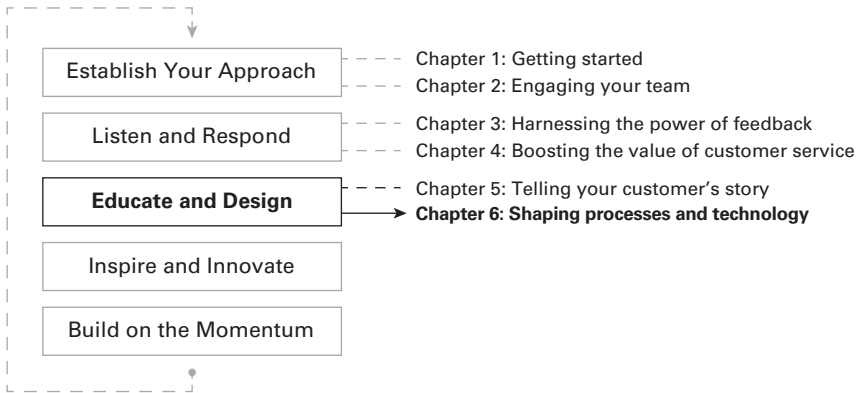 Establish Your Approach
Chapter 1: Getting started
Chapter 2: Engaging your team
Listen and Respond
Chapter 3: Harnessing the power of feedback
Chapter 4: Boosting the value of customer service
Educate and Design
Chapter 5: Telling your customer’s story
Chapter 6: Shaping processes and technology
Inspire and Innovate
Build on the Momentum